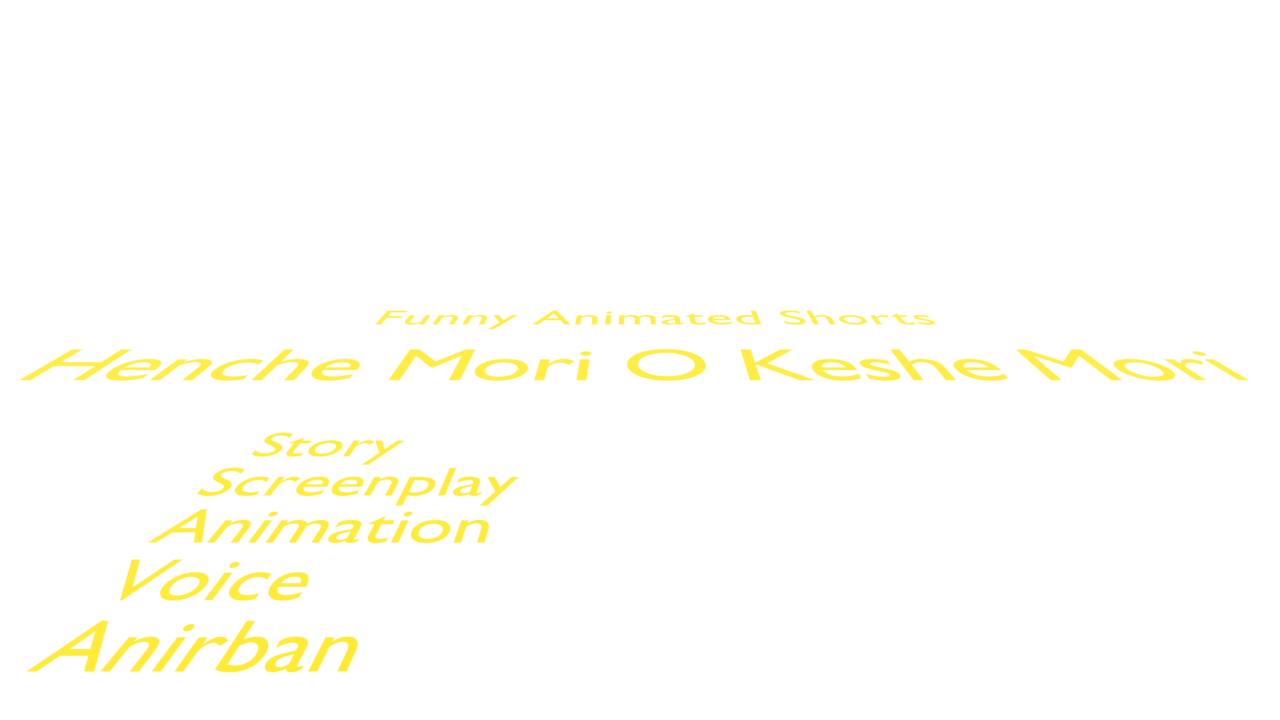 Funny Animated Shorts
Henche Mori O Keshe Mori
Story
Screenplay
Animation
Voice
Anirban